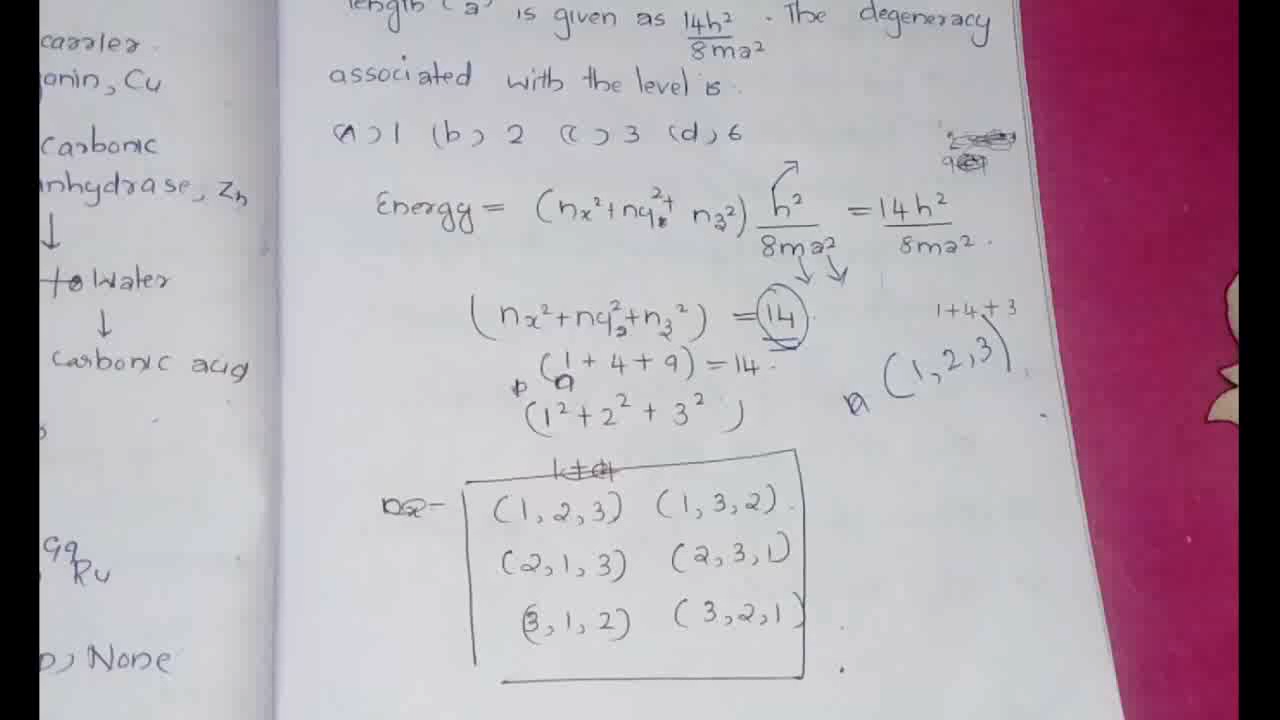 carrier
onin, Cu
Carbonic
nhydrase, Zn
↓
to Water
↓
Carbonic acid
Ru
, None
length 'a' is given as 14h²/8ma². The degeneracy
associated with the level is.
(A) 1 (b) 2 (c) 3 (d) 6
Energy = (nx² + ny² + nz²) h²/8ma² = 14h²/8ma².
(nx² + ny² + nz²) = 14.
(1 + 4 + 9) = 14.
(1² + 2² + 3²)
1+4+3
(1,2,3)
(1,2,3) (1,3,2).
(2,1,3) (2,3,1)
(3,1,2) (3,2,1)